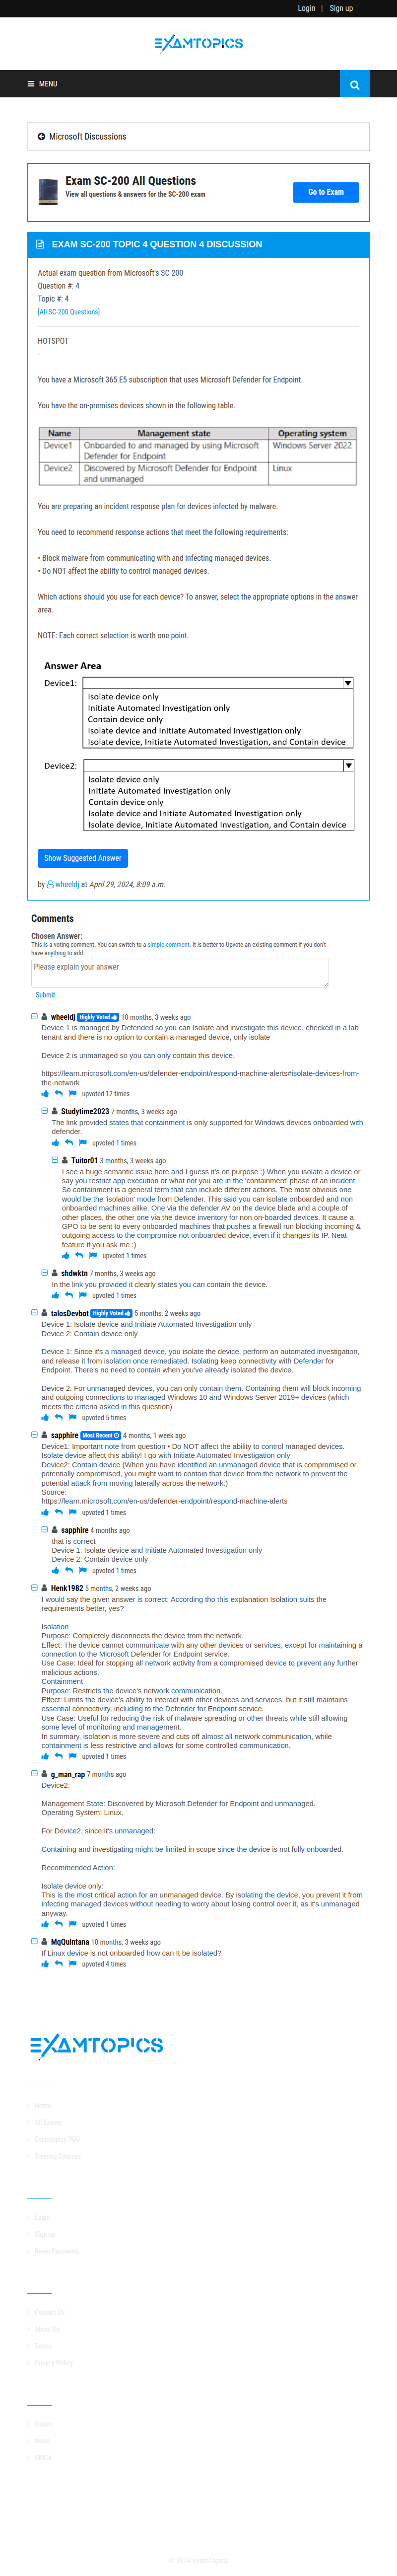 Login | Sign up
EXAMTOPICS
MENU
Microsoft Discussions
Exam SC-200 All Questions
View all questions & answers for the SC-200 exam
Go to Exam
EXAM SC-200 TOPIC 4 QUESTION 4 DISCUSSION
Actual exam question from Microsoft's SC-200
Question #: 4
Topic #: 4
[All SC-200 Questions]
HOTSPOT
-
You have a Microsoft 365 E5 subscription that uses Microsoft Defender for Endpoint.
You have the on-premises devices shown in the following table.
Name Management state Operating system
Device1 Onboarded to and managed by using Microsoft Windows Server 2022
Defender for Endpoint
Device2 Discovered by Microsoft Defender for Endpoint Linux
and unmanaged
You are preparing an incident response plan for devices infected by malware.
You need to recommend response actions that meet the following requirements:
• Block malware from communicating with and infecting managed devices.
• Do NOT affect the ability to control managed devices.
Which actions should you use for each device? To answer, select the appropriate options in the answer
area.
NOTE: Each correct selection is worth one point.
Answer Area
Device1:
Isolate device only
Initiate Automated Investigation only
Contain device only
Isolate device and Initiate Automated Investigation only
Isolate device, Initiate Automated Investigation, and Contain device
Device2:
Isolate device only
Initiate Automated Investigation only
Contain device only
Isolate device and Initiate Automated Investigation only
Isolate device, Initiate Automated Investigation, and Contain device
Show Suggested Answer
by wheeldj at April 29, 2024, 8:09 a.m.
Comments
Chosen Answer:
This is a voting comment. You can switch to a simple comment. It is better to Upvote an existing comment if you don't
have anything to add.
Please explain your answer
Submit
wheeldj Highly Voted 10 months, 3 weeks ago
Device 1 is managed by Defended so you can Isolate and investigate this device. checked in a lab
tenant and there is no option to contain a managed device, only isolate
Device 2 is unmanaged so you can only contain this device.
https://learn.microsoft.com/en-us/defender-endpoint/respond-machine-alerts#isolate-devices-from-
the-network
upvoted 12 times
Studytime2023 7 months, 3 weeks ago
The link provided states that containment is only supported for Windows devices onboarded with
defender.
upvoted 1 times
Tuitor01 3 months, 3 weeks ago
I see a huge semantic issue here and I guess it's on purpose :) When you isolate a device or
say you restrict app execution or what not you are in the 'containment' phase of an incident.
So containment is a general term that can include different actions. The most obvious one
would be the 'isolation' mode from Defender. This said you can isolate onboarded and non
onboarded machines alike. One via the defender AV on the device blade and a couple of
other places, the other one via the device inventory for non on-boarded devices. It cause a
GPO to be sent to every onboarded machines that pushes a firewall run blocking incoming &
outgoing access to the compromise not onboarded device, even if it changes its IP. Neat
feature if you ask me :)
upvoted 1 times
shdwktn 7 months, 3 weeks ago
In the link you provided it clearly states you can contain the device.
upvoted 1 times
talosDevbot Highly Voted 5 months, 2 weeks ago
Device 1: Isolate device and Initiate Automated Investigation only
Device 2: Contain device only
Device 1: Since it's a managed device, you isolate the device, perform an automated investigation,
and release it from isolation once remediated. Isolating keep connectivity with Defender for
Endpoint. There's no need to contain when you've already isolated the device.
Device 2: For unmanaged devices, you can only contain them. Containing them will block incoming
and outgoing connections to managed Windows 10 and Windows Server 2019+ devices (which
meets the criteria asked in this question)
upvoted 5 times
sapphire Most Recent 4 months, 1 week ago
Device1: Important note from question • Do NOT affect the ability to control managed devices.
Isolate device affect this ability! I go with Initiate Automated Investigation only
Device2: Contain device (When you have identified an unmanaged device that is compromised or
potentially compromised, you might want to contain that device from the network to prevent the
potential attack from moving laterally across the network.)
Source:
https://learn.microsoft.com/en-us/defender-endpoint/respond-machine-alerts
upvoted 1 times
sapphire 4 months ago
that is correct
Device 1: Isolate device and Initiate Automated Investigation only
Device 2: Contain device only
upvoted 1 times
Henk1982 5 months, 2 weeks ago
I would say the given answer is correct: According tho this explanation Isolation suits the
requirements better, yes?
Isolation
Purpose: Completely disconnects the device from the network.
Effect: The device cannot communicate with any other devices or services, except for maintaining a
connection to the Microsoft Defender for Endpoint service.
Use Case: Ideal for stopping all network activity from a compromised device to prevent any further
malicious actions.
Containment
Purpose: Restricts the device's network communication.
Effect: Limits the device's ability to interact with other devices and services, but it still maintains
essential connectivity, including to the Defender for Endpoint service.
Use Case: Useful for reducing the risk of malware spreading or other threats while still allowing
some level of monitoring and management.
In summary, isolation is more severe and cuts off almost all network communication, while
containment is less restrictive and allows for some controlled communication.
upvoted 1 times
g_man_rap 7 months ago
Device2:
Management State: Discovered by Microsoft Defender for Endpoint and unmanaged.
Operating System: Linux.
For Device2, since it's unmanaged:
Containing and investigating might be limited in scope since the device is not fully onboarded.
Recommended Action:
Isolate device only:
This is the most critical action for an unmanaged device. By isolating the device, you prevent it from
infecting managed devices without needing to worry about losing control over it, as it's unmanaged
anyway.
upvoted 1 times
MqQuintana 10 months, 3 weeks ago
If Linux device is not onboarded how can It be isolated?
upvoted 4 times
EXAMTOPICS
Home
All Exams
Examtopics PRO
Training Courses
Login
Sign up
Reset Password
Contact Us
About Us
Terms
Privacy Policy
Forum
News
DMCA
© 2024 ExamTopics